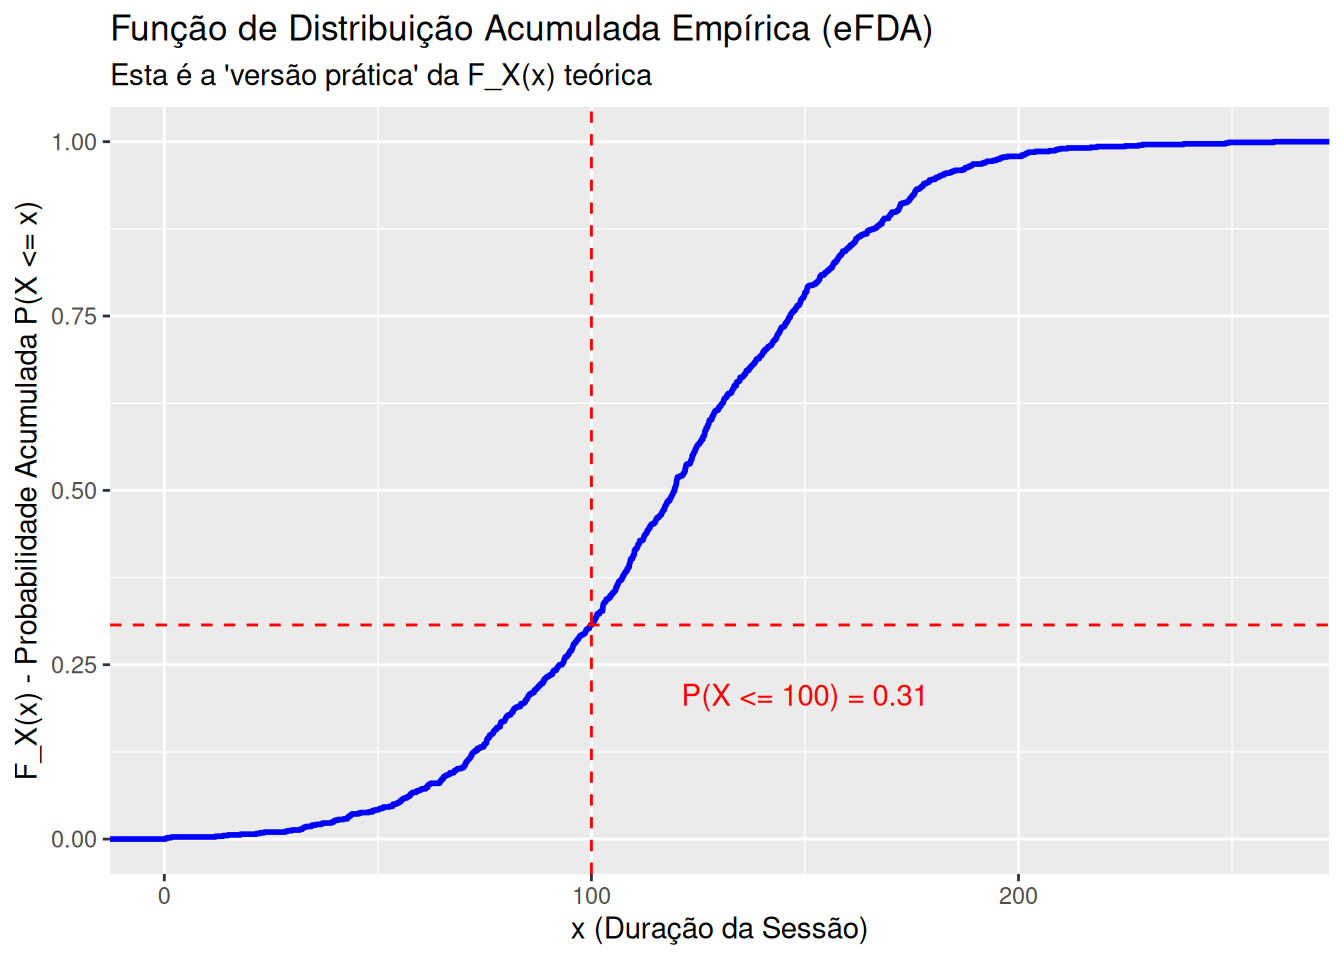 Função de Distribuição Acumulada Empírica (eFDA)
Esta é a 'versão prática' da F_X(x) teórica
F_X(x) - Probabilidade Acumulada P(X <= x)
1.00
0.75
0.50
0.25
0.00
P(X <= 100) = 0.31
0
100
200
x (Duração da Sessão)